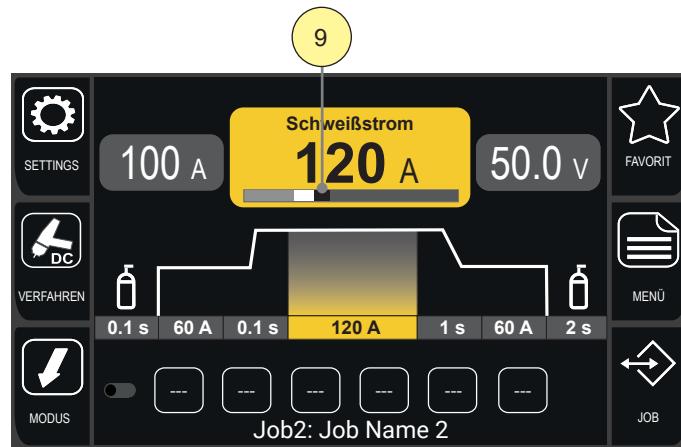 9
SETTINGS
100 A
Schweißstrom
120 A
50.0 V
FAVORIT
DC
VERFAHREN
MENÜ
0.1 s 60 A 0.1 s 120 A 1 s 60 A 2 s
MODUS
--- --- --- --- --- ---
JOB
Job2: Job Name 2